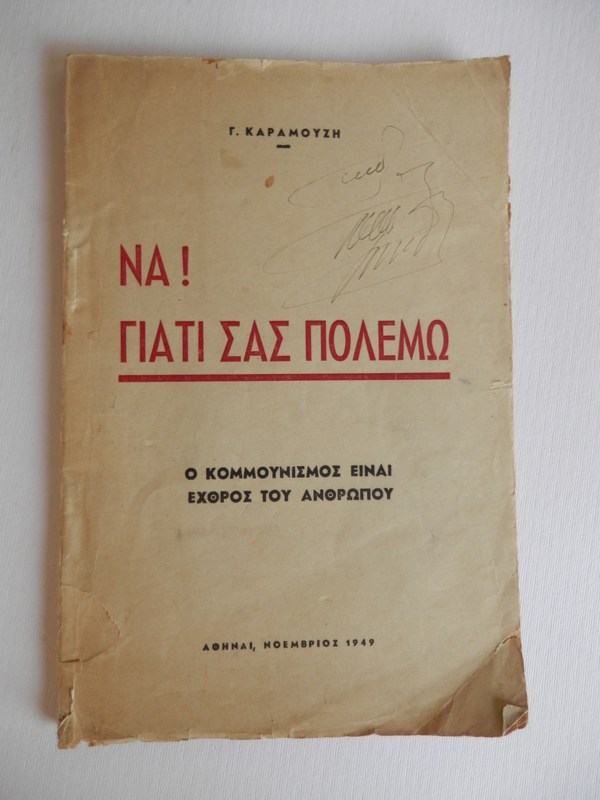 Γ. ΚΑΡΑΜΟΥΖΗ
ΝΑ!
ΓΙΑΤΙ ΣΑΣ ΠΟΛΕΜΩ
Ο ΚΟΜΜΟΥΝΙΣΜΟΣ ΕΙΝΑΙ
ΕΧΘΡΟΣ ΤΟΥ ΑΝΘΡΩΠΟΥ
ΑΘΗΝΑΙ, ΝΟΕΜΒΡΙΟΣ 1949